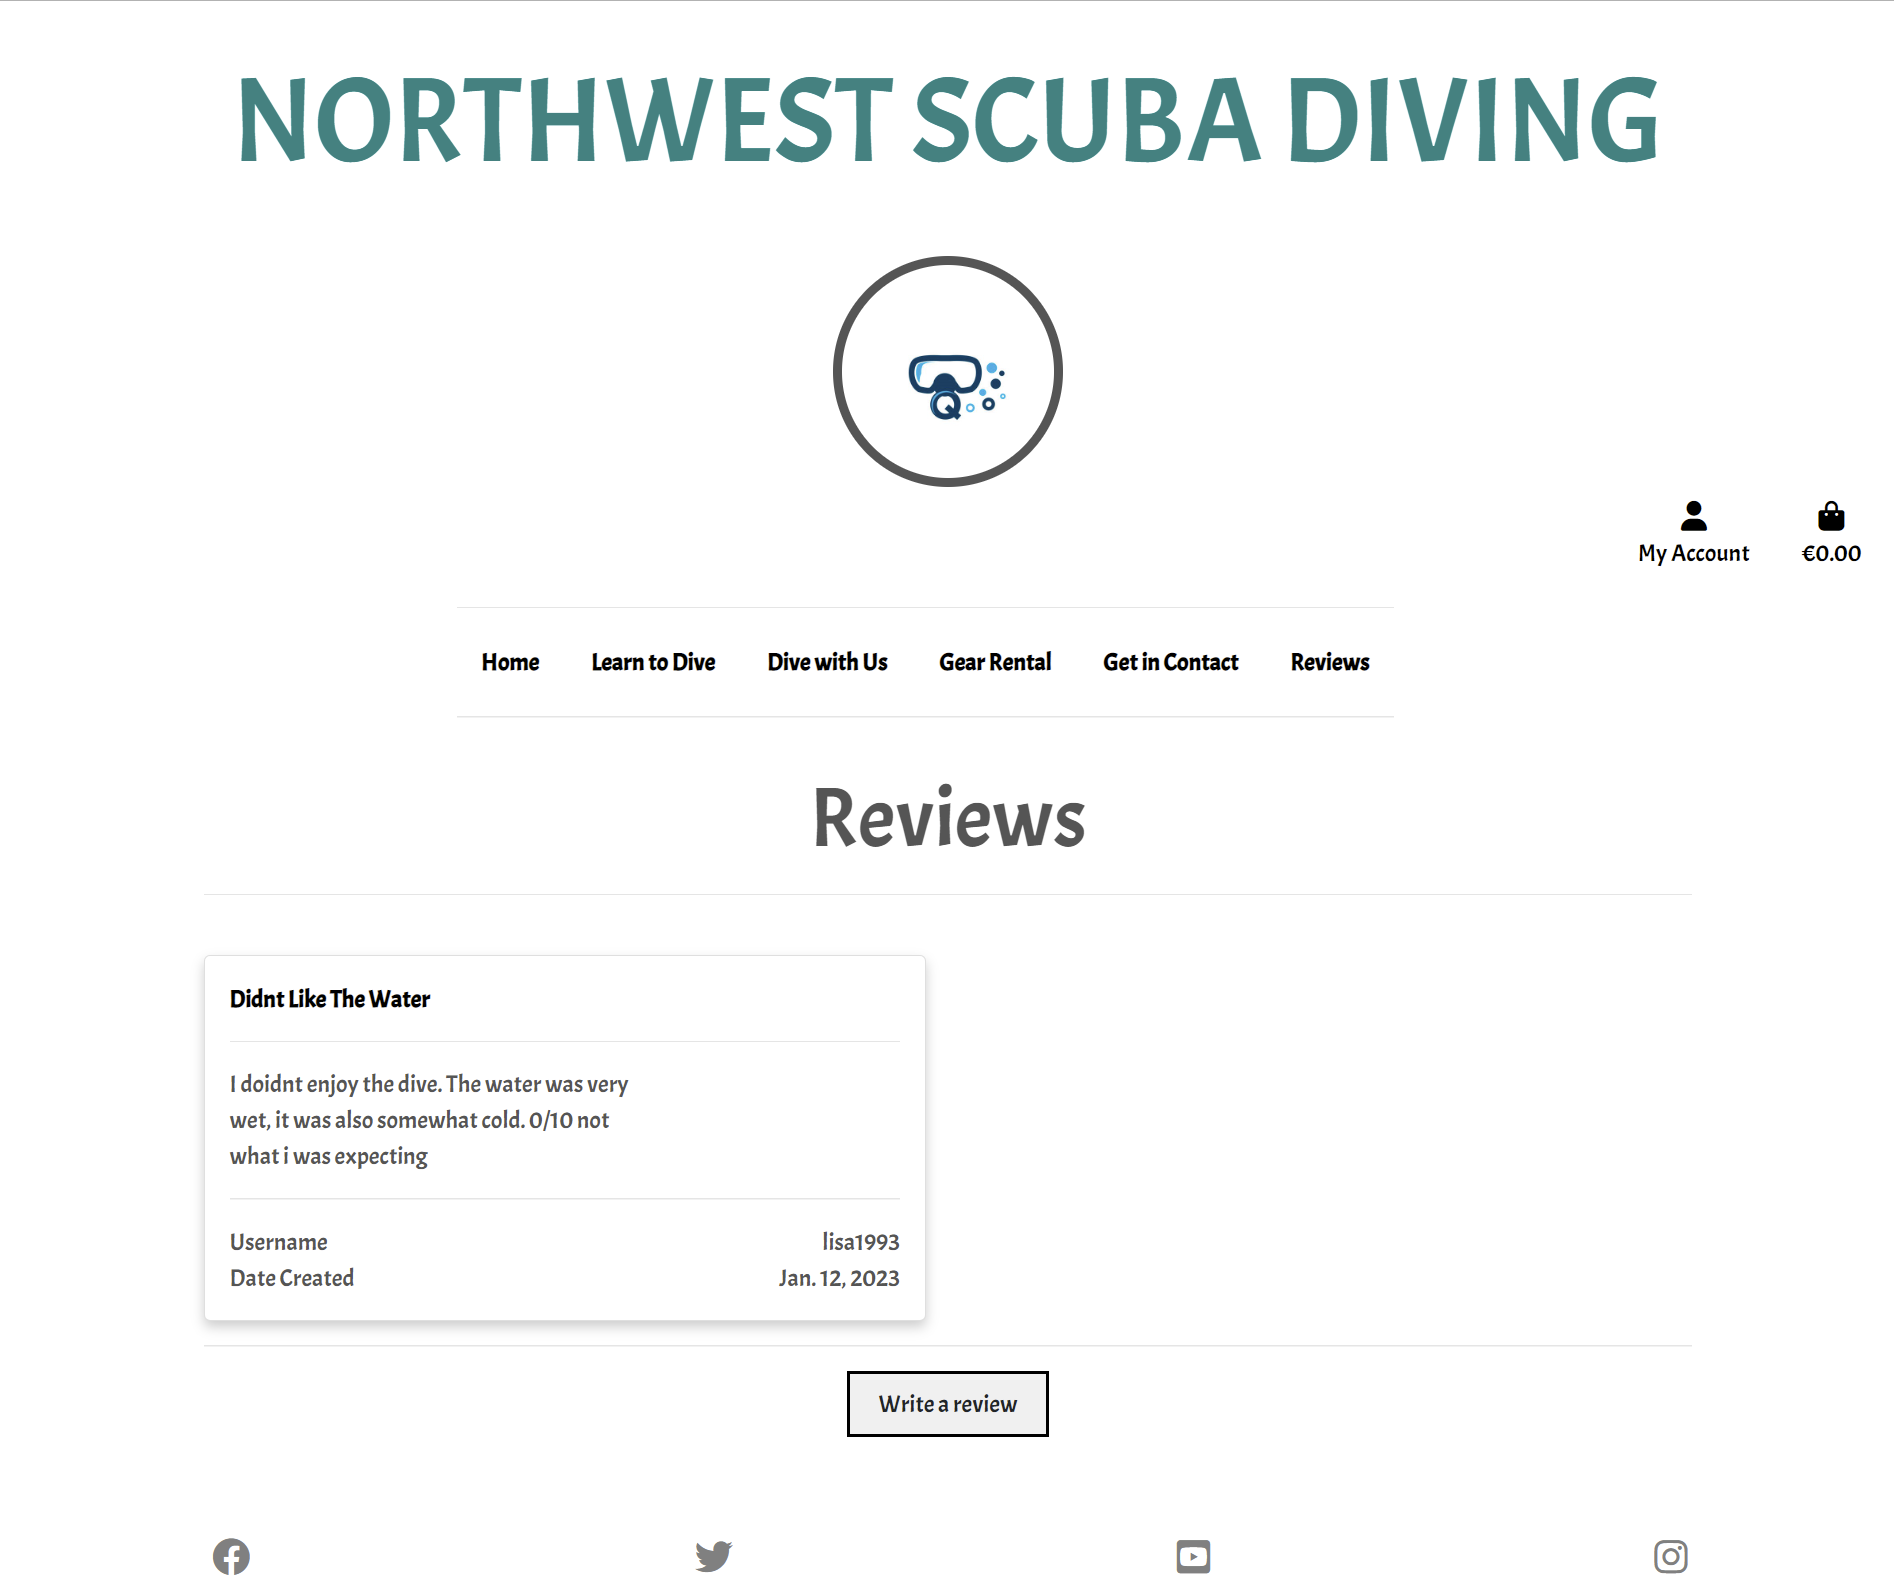 NORTHWEST SCUBA DIVING
Q
My Account
€0.00
Home
Learn to Dive
Dive with Us
Gear Rental
Get in Contact
Reviews
Reviews
Didnt Like The Water
I doidnt enjoy the dive. The water was very
wet, it was also somewhat cold. 0/10 not
what i was expecting
Username lisa1993
Date Created Jan. 12, 2023
Write a review